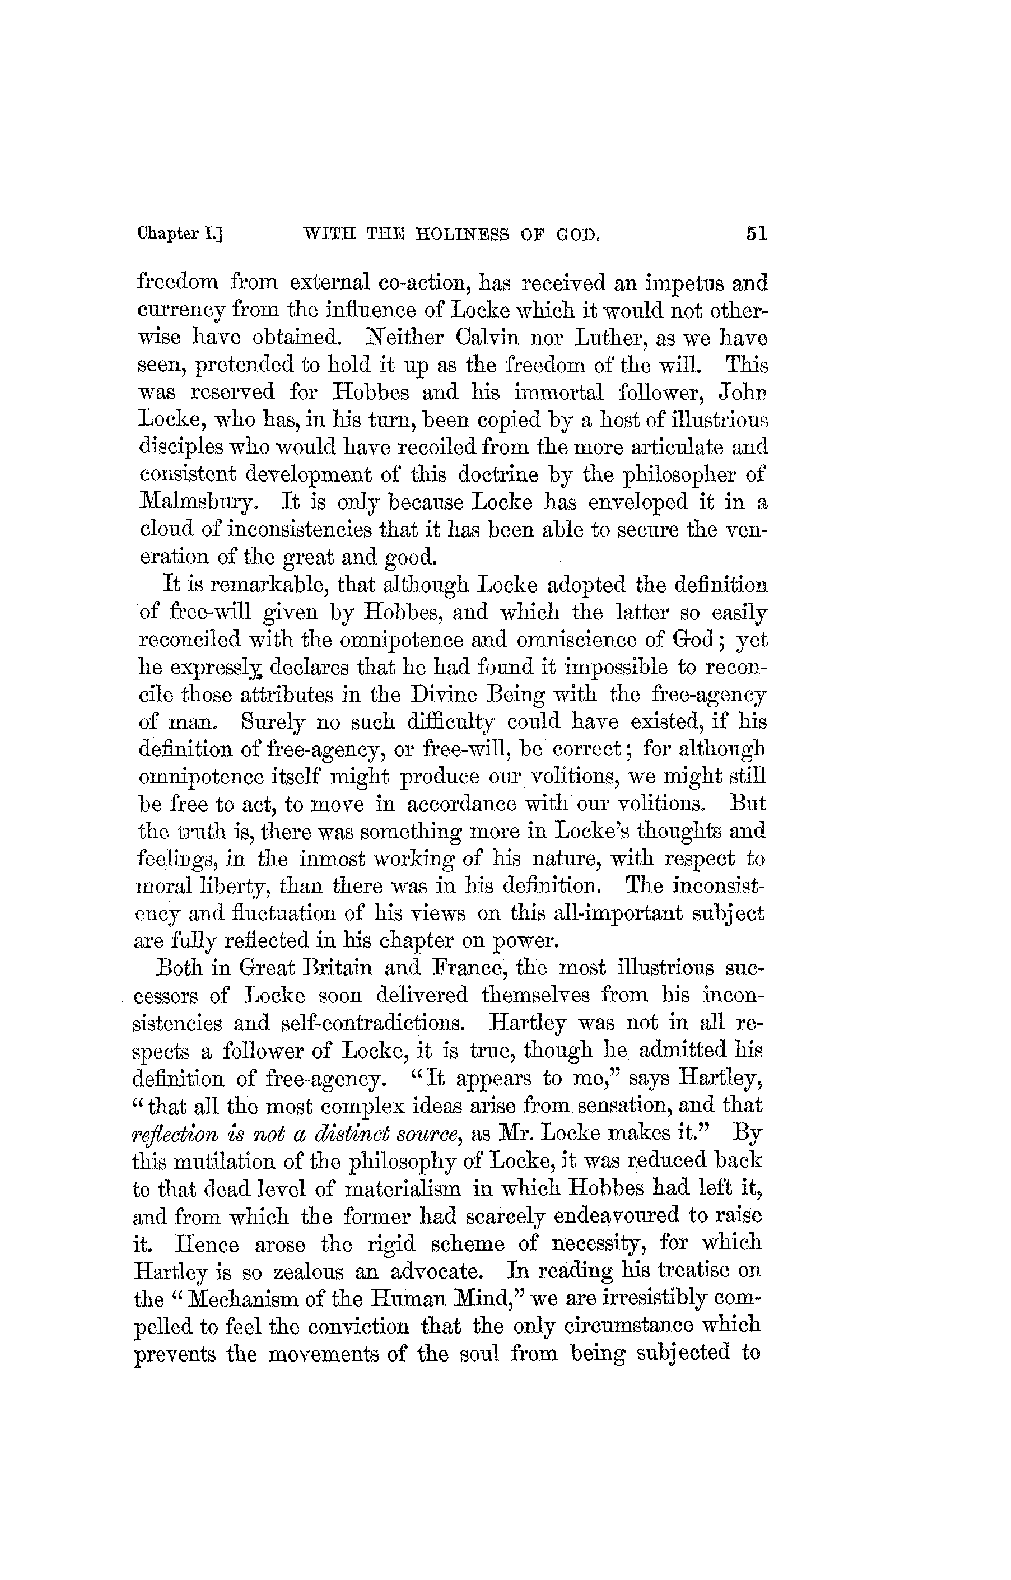 Chapter I.] WITH THE HOLINESS OF GOD. 51
freedom from external co-action, has received an impetus and
currency from the influence of Locke which it would not other-
wise have obtained. Neither Calvin nor Luther, as we have
seen, pretended to hold it up as the freedom of the will. This
was reserved for Hobbes and his immortal follower, John
Locke, who has, in his turn, been copied by a host of illustrious
disciples who would have recoiled from the more articulate and
consistent development of this doctrine by the philosopher of
Malmsbury. It is only because Locke has enveloped it in a
cloud of inconsistencies that it has been able to secure the ven-
eration of the great and good.
It is remarkable, that although Locke adopted the definition
of free-will given by Hobbes, and which the latter so easily
reconciled with the omnipotence and omniscience of God; yet
he expressly declares that he had found it impossible to recon-
cile those attributes in the Divine Being with the free-agency
of man. Surely no such difficulty could have existed, if his
definition of free-agency, or free-will, be correct; for although
omnipotence itself might produce our volitions, we might still
be free to act, to move in accordance with our volitions. But
the truth is, there was something more in Locke's thoughts and
feelings, in the inmost working of his nature, with respect to
moral liberty, than there was in his definition. The inconsist-
ency and fluctuation of his views on this all-important subject
are fully reflected in his chapter on power.
Both in Great Britain and France, the most illustrious suc-
cessors of Locke soon delivered themselves from his incon-
sistencies and self-contradictions. Hartley was not in all re-
spects a follower of Locke, it is true, though he admitted his
definition of free-agency. "It appears to me," says Hartley,
"that all the most complex ideas arise from sensation, and that
reflection is not a distinct source, as Mr. Locke makes it." By
this mutilation of the philosophy of Locke, it was reduced back
to that dead level of materialism in which Hobbes had left it,
and from which the former had scarcely endeavoured to raise
it. Hence arose the rigid scheme of necessity, for which
Hartley is so zealous an advocate. In reading his treatise on
the "Mechanism of the Human Mind," we are irresistibly com-
pelled to feel the conviction that the only circumstance which
prevents the movements of the soul from being subjected to